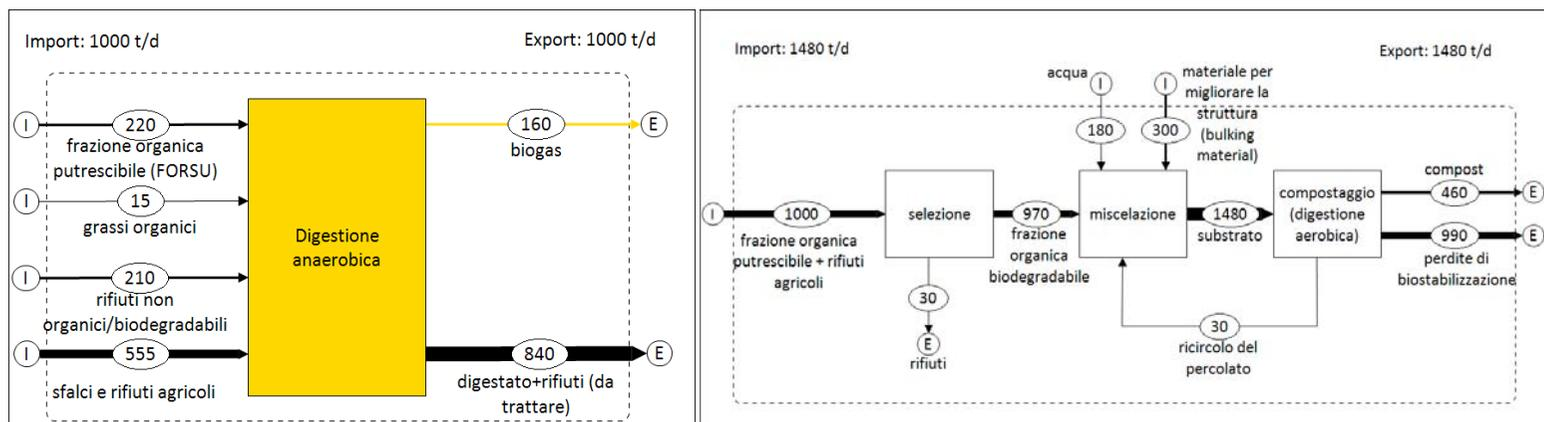 Import: 1000 t/d
Export: 1000 t/d
I
220
frazione organica
putrescibile (FORSU)
I
15
grassi organici
I
210
rifiuti non
organici/biodegradabili
I
555
sfalci e rifiuti agricoli
Digestione
anaerobica
160
E
biogas
840
E
digestato+rifiuti (da
trattare)
Import: 1480 t/d
Export: 1480 t/d
acqua
I
180
I
materiale per
migliorare la
struttura
(bulking
material)
300
I
1000
frazione organica
putrescibile + rifiuti
agricoli
selezione
30
E
rifiuti
970
frazione
organica
biodegradabile
miscelazione
1480
substrato
compostaggio
(digestione
aerobica)
compost
460
E
990
E
perdite di
biostabilizzazione
30
ricircolo del
percolato